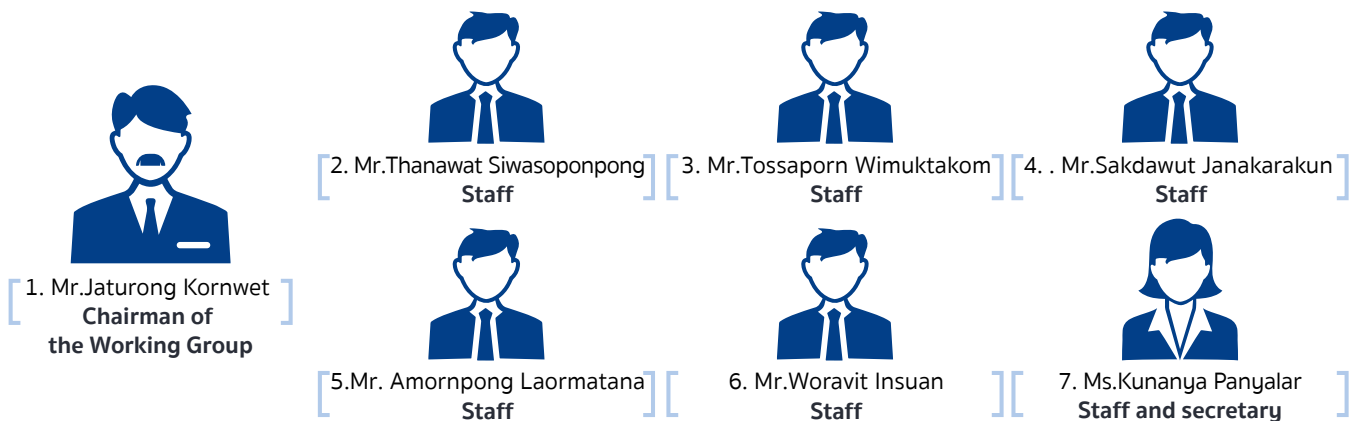 1. Mr.Jaturong Kornwet
Chairman of
the Working Group
2. Mr.Thanawat Siwasoponpong
Staff
3. Mr.Tossaporn Wimuktakom
Staff
4. . Mr.Sakdawut Janakarakun
Staff
5.Mr. Amornpong Laormatana
Staff
6. Mr.Woravit Insuan
Staff
7. Ms.Kunanya Panyalar
Staff and secretary